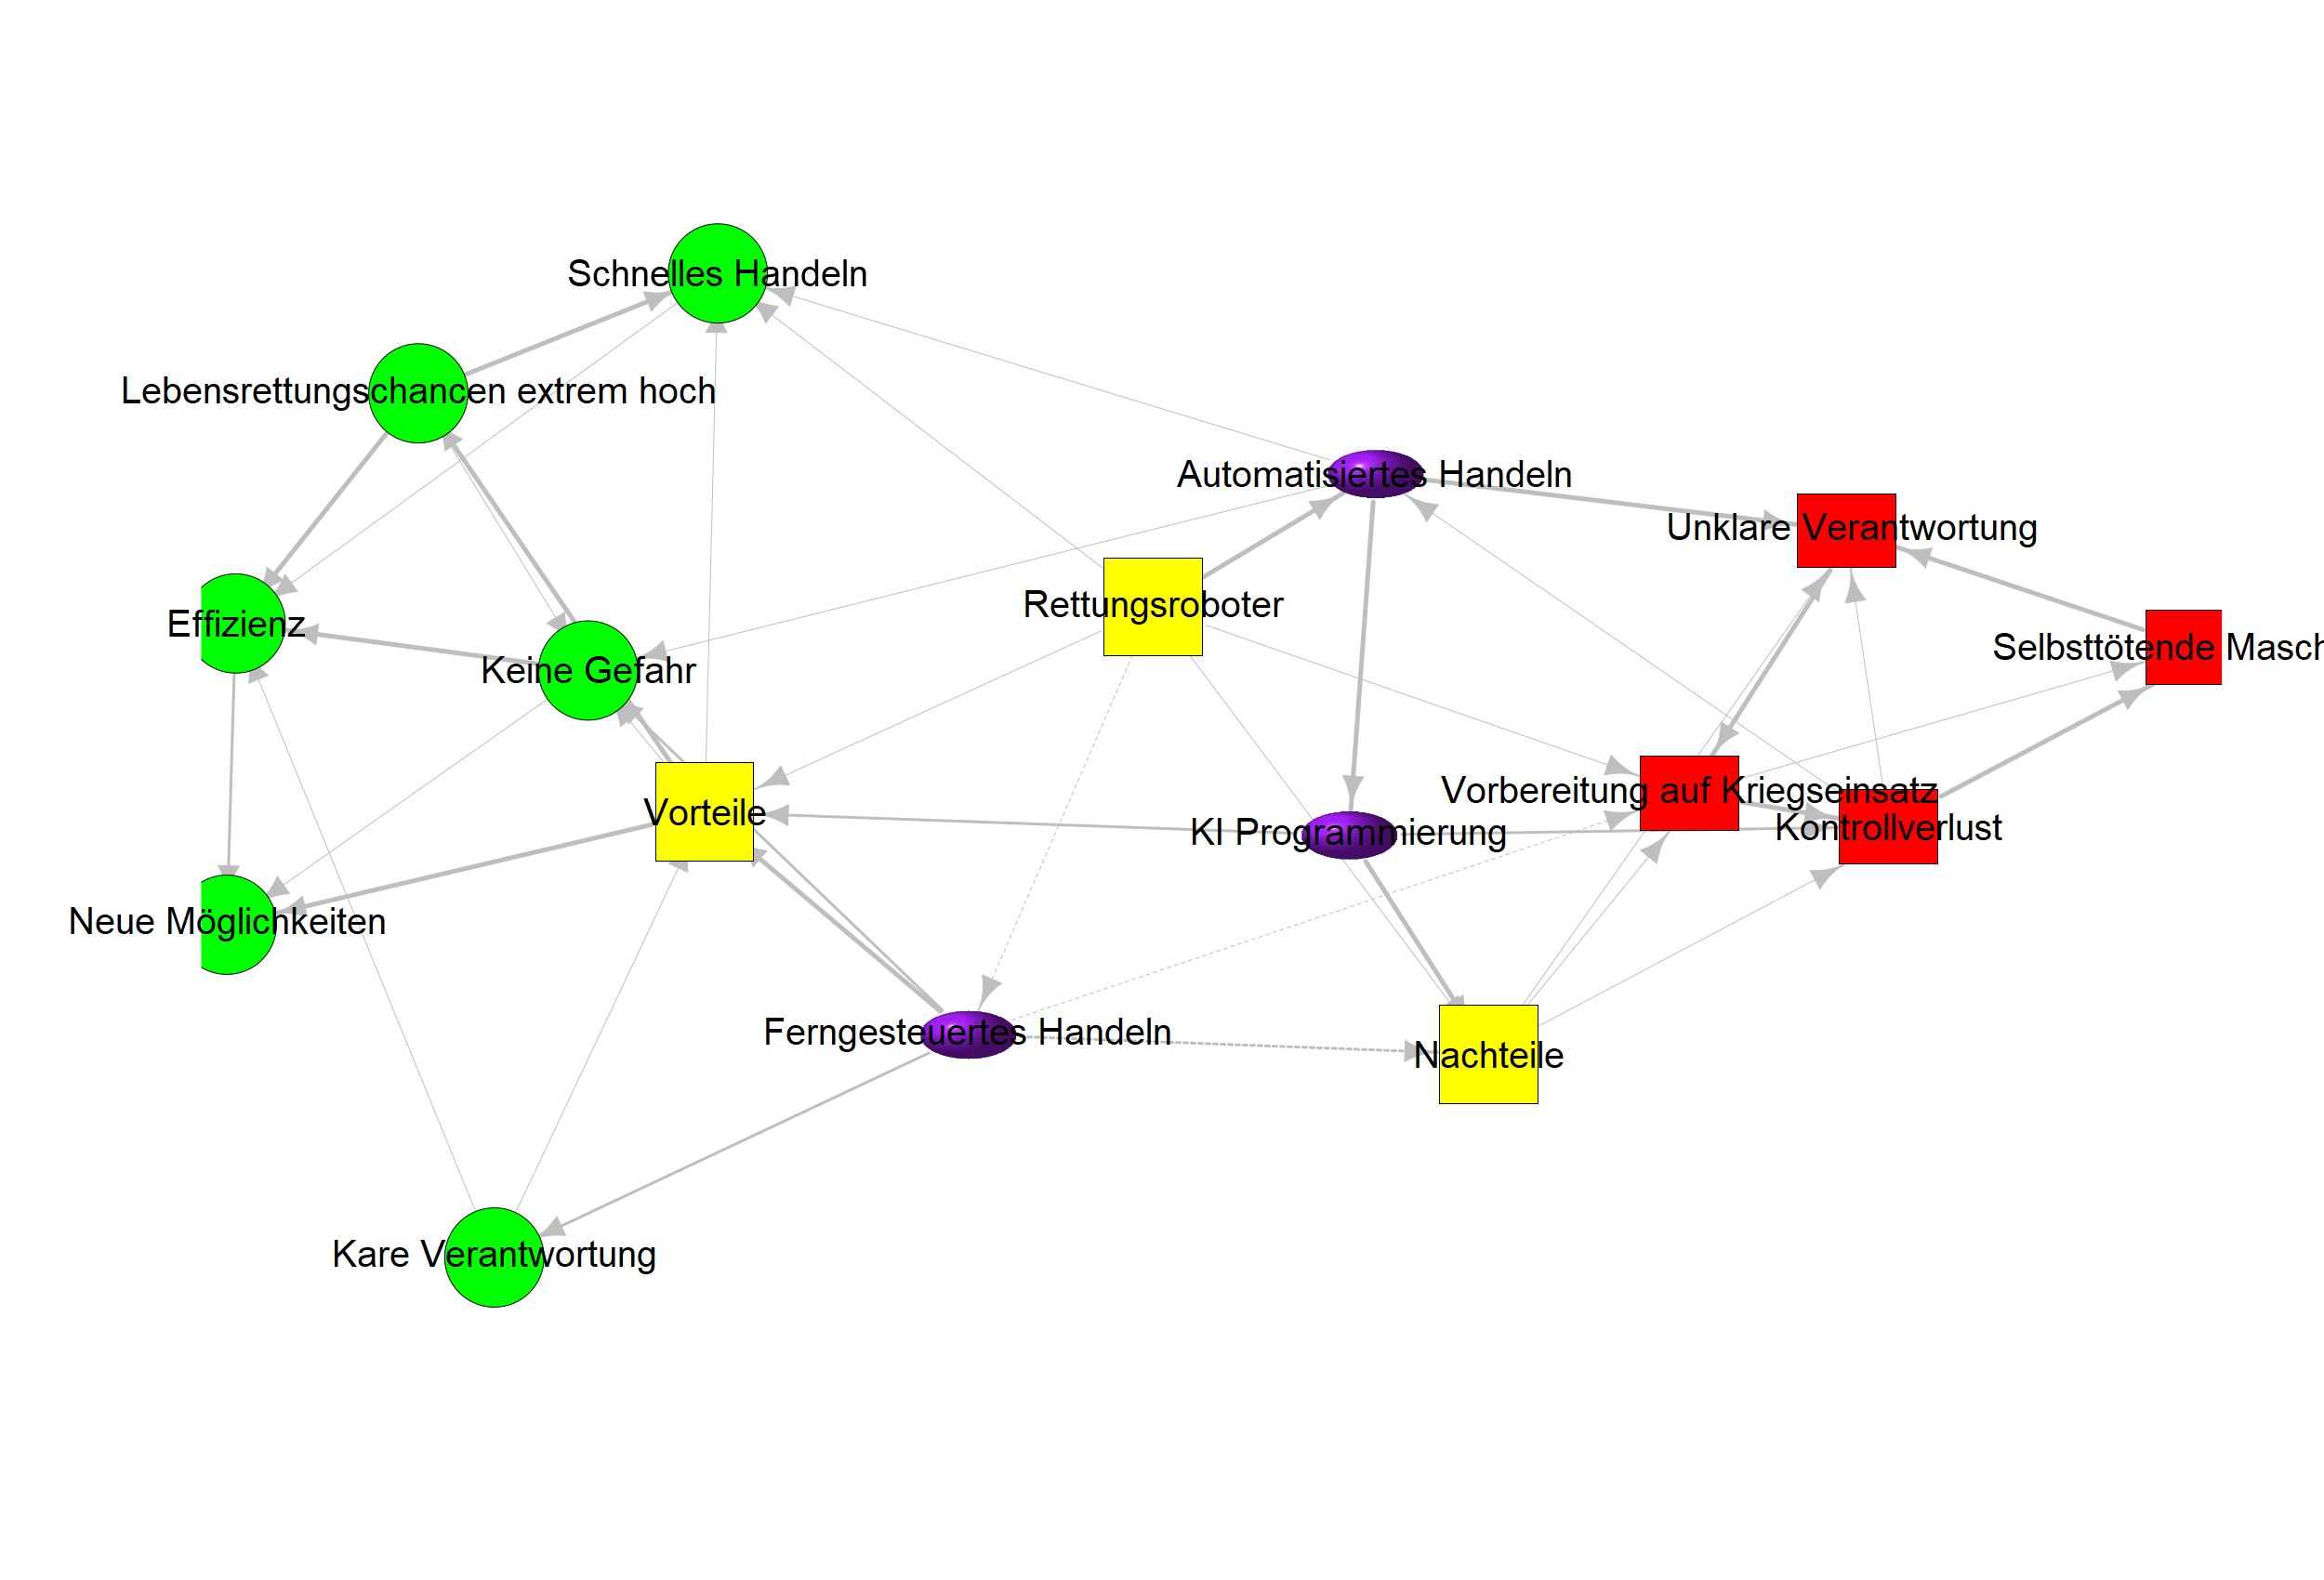 Schnelles Handeln
Lebensrettungschancen extrem hoch
Automatisiertes Handeln
Unklare Verantwortung
Rettungsroboter
Effizienz
Selbsttötende Masch
Keine Gefahr
Vorbereitung auf Kriegseinsatz
Vorteile
KI Programmierung
Kontrollverlust
Neue Möglichkeiten
Ferngesteuertes Handeln
Nachteile
Kare Verantwortung